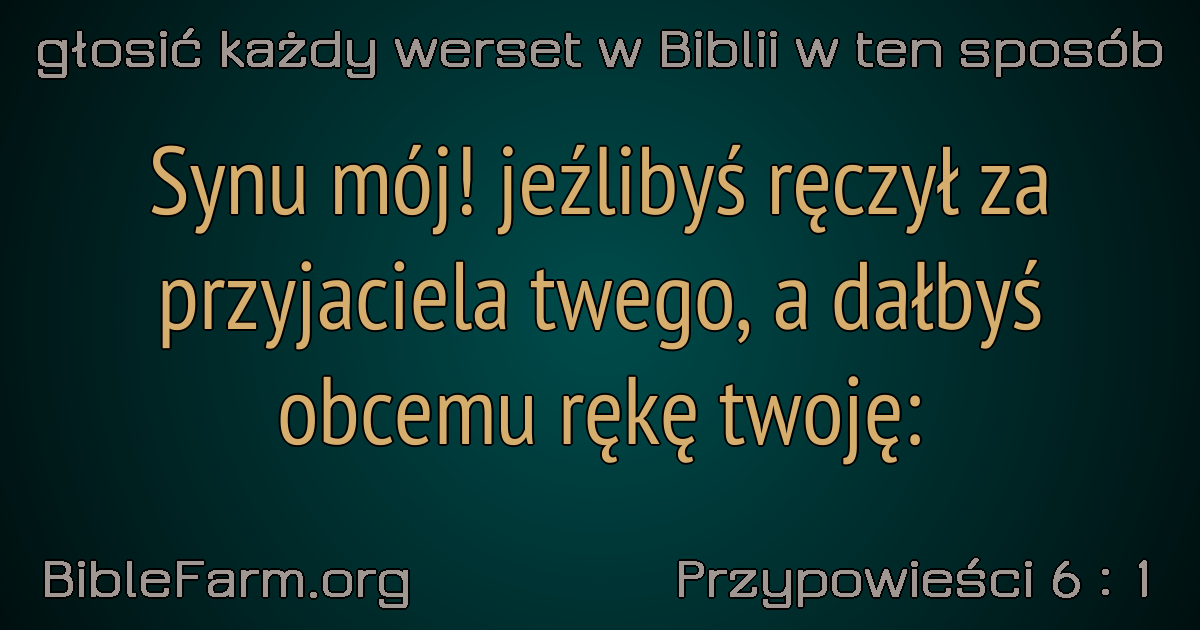 głosić każdy werset w Biblii w ten sposób
Synu mój! jeźlibyś ręczył za
przyjaciela twego, a dałbyś
obcemu rękę twoję:
BibleFarm.org
Przypowieści 6 : 1